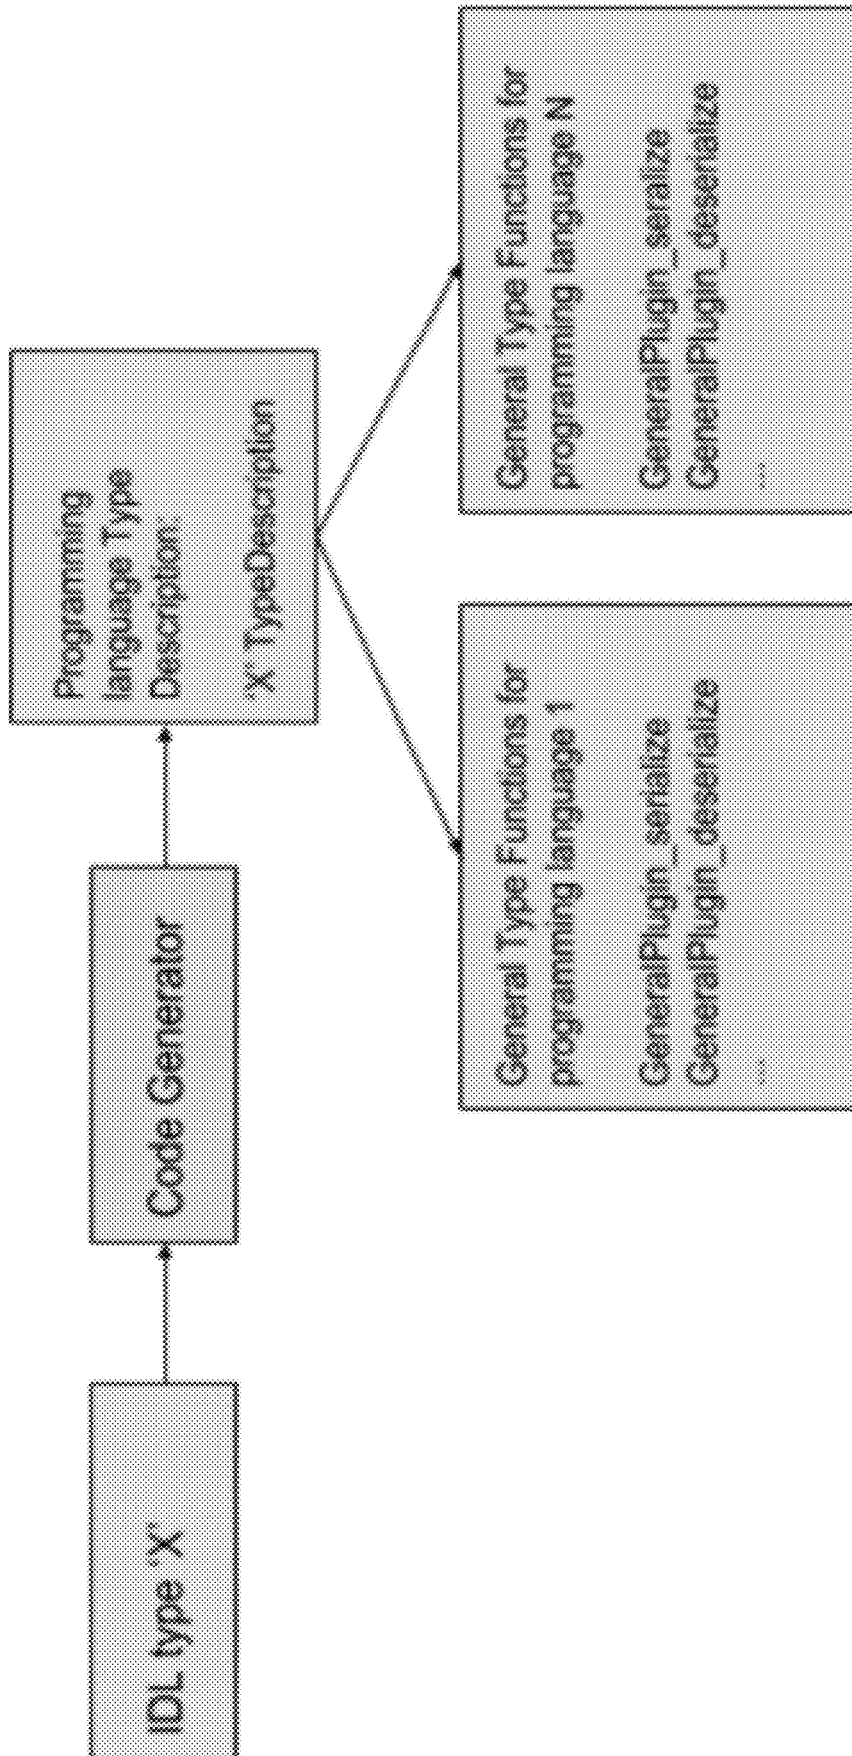 IDL type 'X'
Code Generator
Programming
language Type
Description:
'X' TypeDescription
General Type Functions for
programming language 1
GeneralPlugin_serialize
GeneralPlugin_deserialize
....
General Type Functions for
programming language N
GeneralPlugin_seralize
GeneralPlugin_deserialize
....